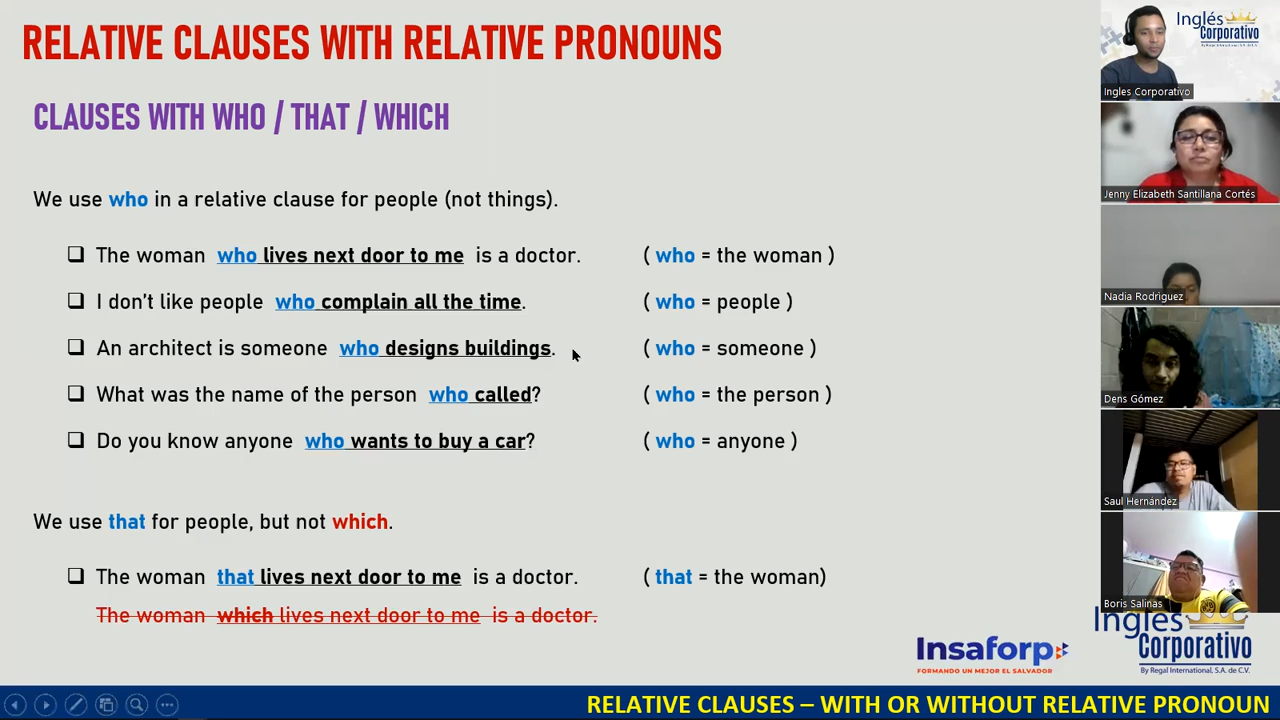 RELATIVE CLAUSES WITH RELATIVE PRONOUNS
CLAUSES WITH WHO / THAT / WHICH
We use who in a relative clause for people (not things).
The woman who lives next door to me is a doctor. ( who = the woman )
I don't like people who complain all the time. ( who = people )
An architect is someone who designs buildings. ( who = someone )
What was the name of the person who called? ( who = the person )
Do you know anyone who wants to buy a car? ( who = anyone )
We use that for people, but not which.
The woman that lives next door to me is a doctor. ( that = the woman)
The woman which lives next door to me is a doctor.
Insaforp
FORMANDO UN MEJOR EL SALVADOR
Inglés
Corporativo
By Regal International, S.A. de C.V.
RELATIVE CLAUSES – WITH OR WITHOUT RELATIVE PRONOUN
Inglés
Corporativo
Ingles Corporativo
Jenny Elizabeth Santillana Cortés
Nadia Rodriguez
Denis Gómez
Saul Hernández
Boris Salinas